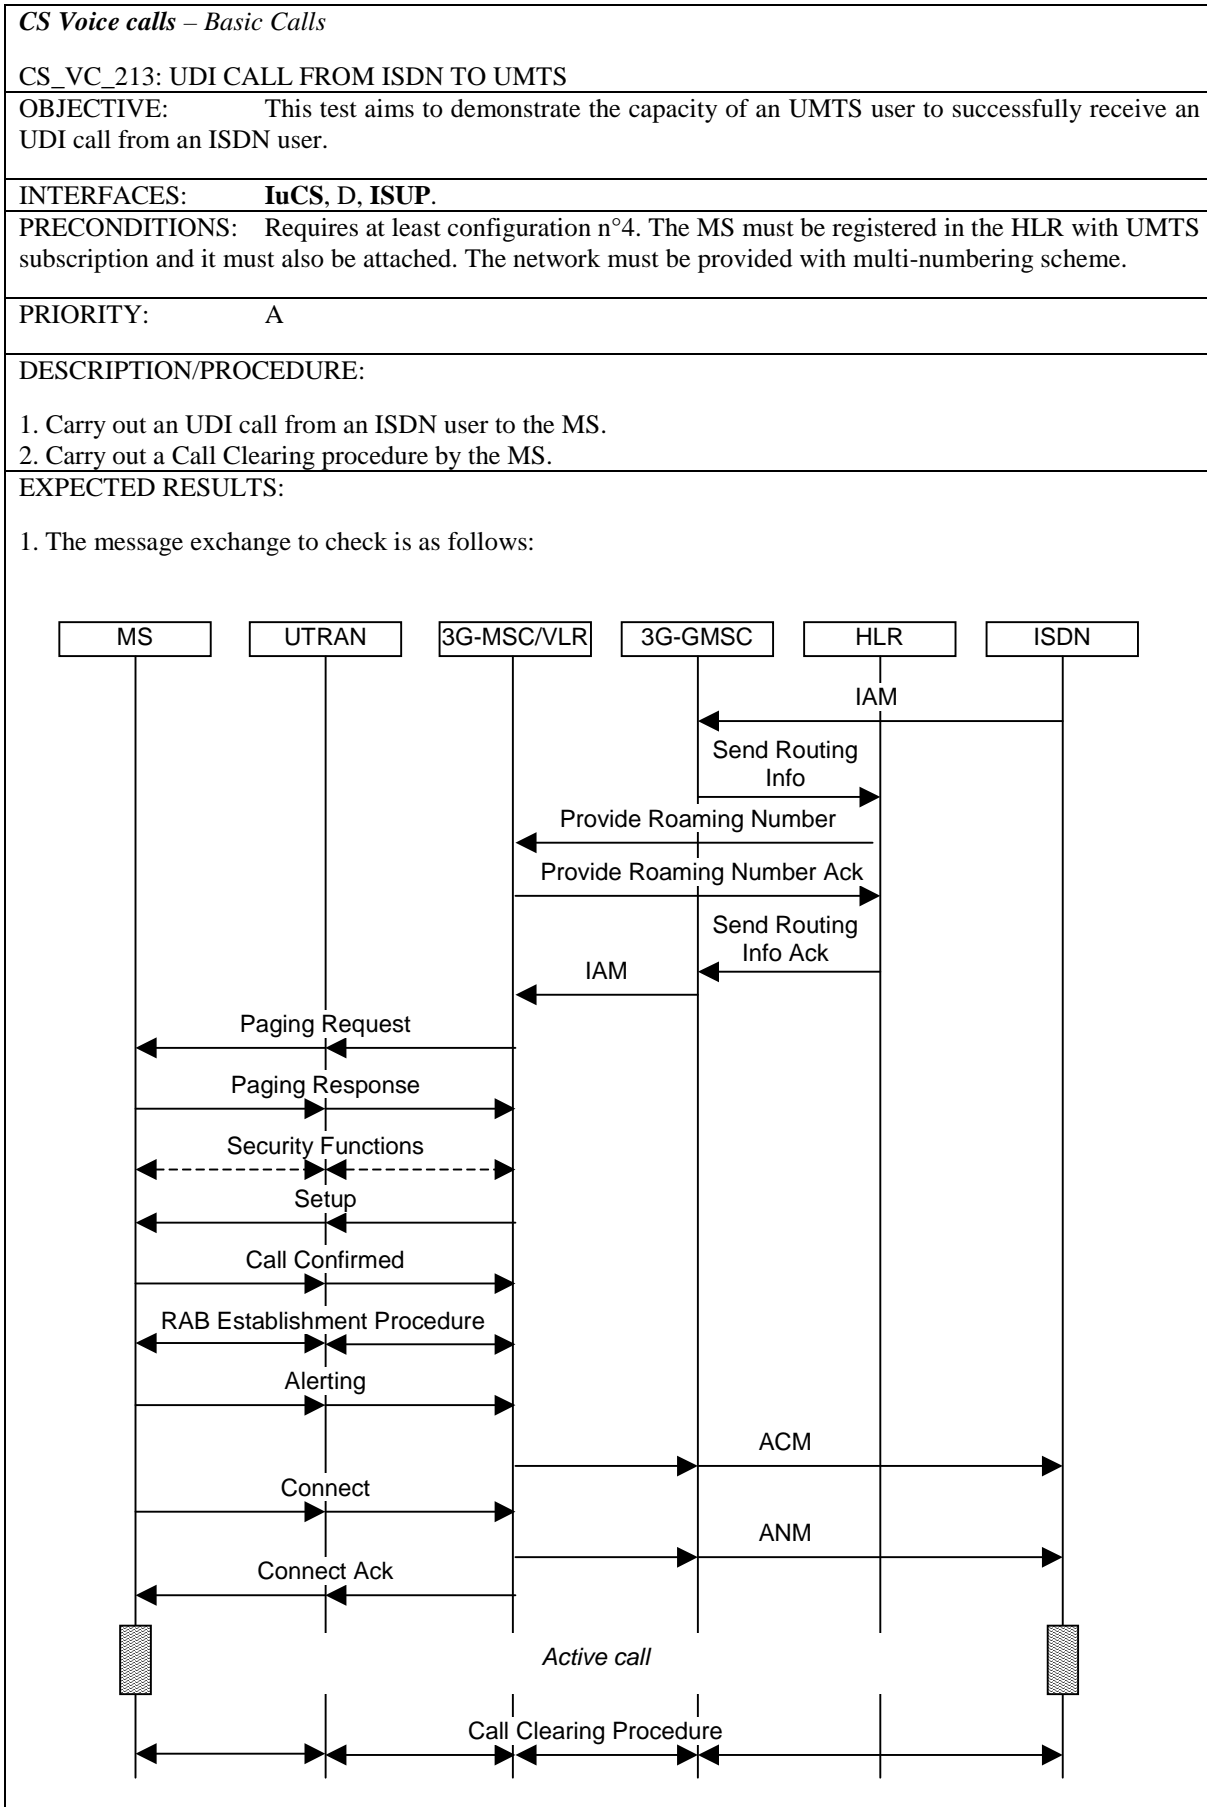 CS Voice calls – Basic Calls
CS_VC_213: UDI CALL FROM ISDN TO UMTS
OBJECTIVE: This test aims to demonstrate the capacity of an UMTS user to successfully receive an
UDI call from an ISDN user.
INTERFACES: IuCS, D, ISUP.
PRECONDITIONS: Requires at least configuration n°4. The MS must be registered in the HLR with UMTS
subscription and it must also be attached. The network must be provided with multi-numbering scheme.
PRIORITY: A
DESCRIPTION/PROCEDURE:
1. Carry out an UDI call from an ISDN user to the MS.
2. Carry out a Call Clearing procedure by the MS.
EXPECTED RESULTS:
1. The message exchange to check is as follows:
MS UTRAN 3G-MSC/VLR 3G-GMSC HLR ISDN
IAM
Send Routing
Info
Provide Roaming Number
Provide Roaming Number Ack
Send Routing
Info Ack
IAM
Paging Request
Paging Response
Security Functions
Setup
Call Confirmed
RAB Establishment Procedure
Alerting
ACM
Connect
ANM
Connect Ack
Active call
Call Clearing Procedure